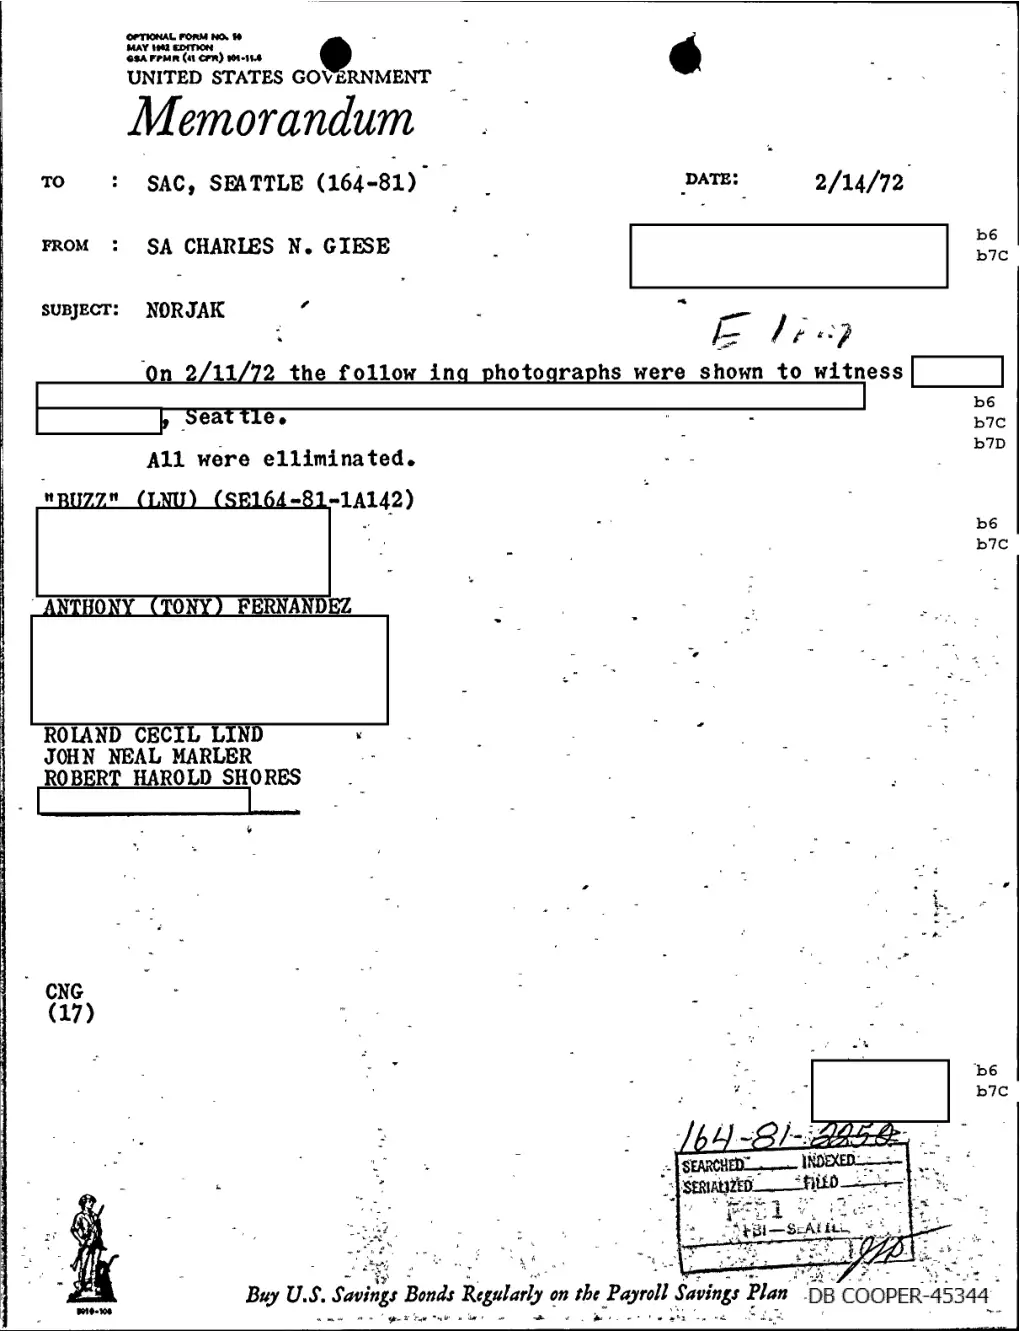 OPTIONAL FORM NO. 10
MAY 1962 EDITION
GSA FPMR (41 CFR) 101-11.6
UNITED STATES GOVERNMENT
Memorandum
TO : SAC, SEATTLE (164-81)
DATE: 2/14/72
FROM : SA CHARLES N. GIESE
b6
b7C
SUBJECT: NORJAK
On 2/11/72 the follow ing photographs were shown to witness
b6
b7C
b7D
, Seattle.
All were elliminated.
"BUZZ" (LNU) (SE164-81-1A142)
b6
b7C
ANTHONY (TONY) FERNANDEZ
ROLAND CECIL LIND
JOHN NEAL MARLER
ROBERT HAROLD SHORES
CNG
(17)
b6
b7C
164-81-2252
SEARCHED INDEXED
SERIALIZED FILED
FBI—SEATTLE
5010-108
Buy U.S. Savings Bonds Regularly on the Payroll Savings Plan
DB COOPER-45344